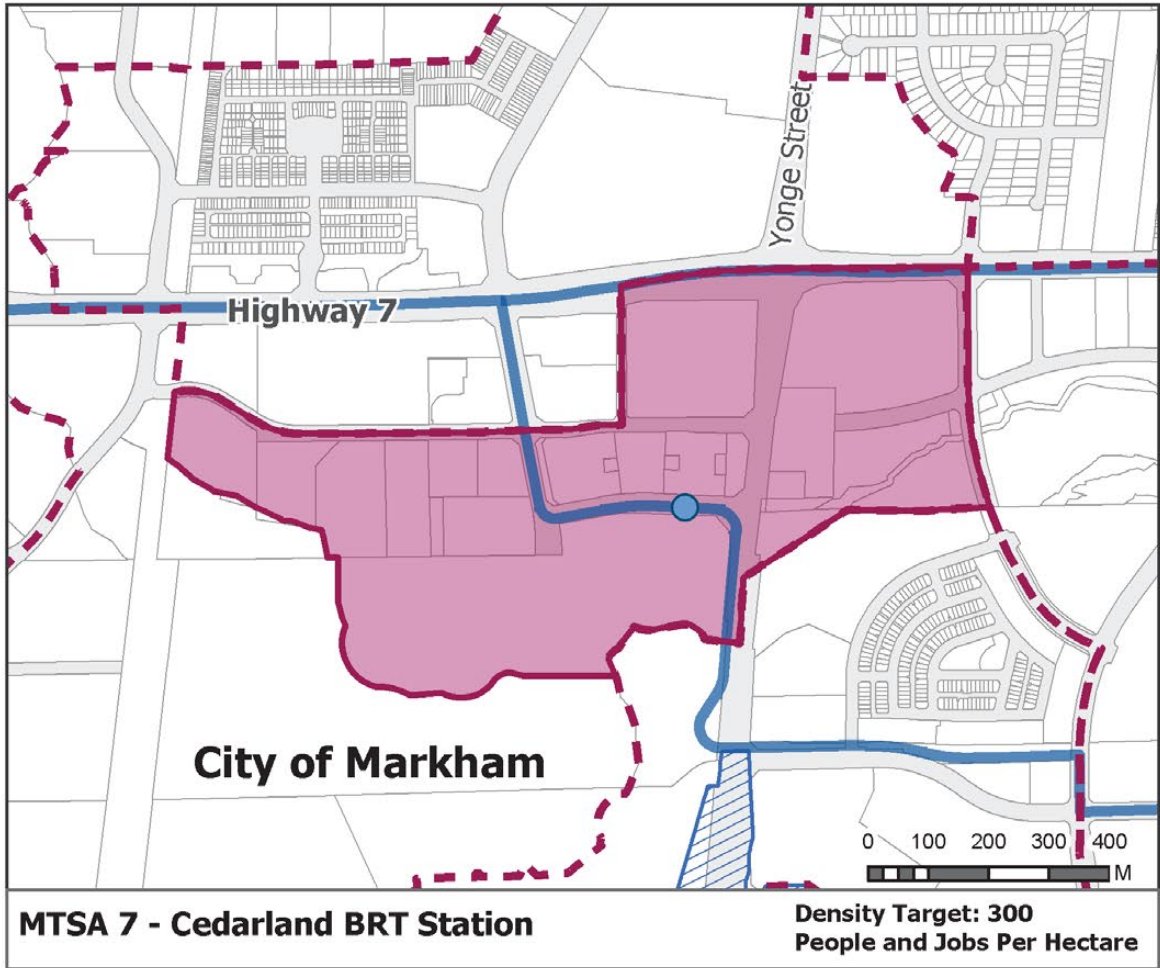 Yonge Street
Highway 7
City of Markham
0 100 200 300 400
M
MTSA 7 - Cedarland BRT Station
Density Target: 300
People and Jobs Per Hectare